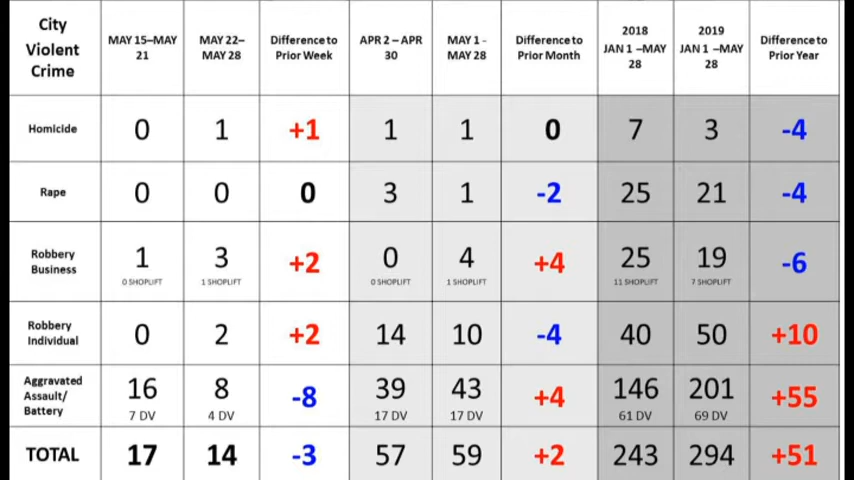 City Violent Crime | MAY 15–MAY 21 | MAY 22–MAY 28 | Difference to Prior Week | APR 2 – APR 30 | MAY 1 - MAY 28 | Difference to Prior Month | 2018 JAN 1 –MAY 28 | 2019 JAN 1 –MAY 28 | Difference to Prior Year
Homicide 0 1 +1 1 1 0 7 3 -4
Rape 0 0 0 3 1 -2 25 21 -4
Robbery Business 1 3 +2 0 4 +4 25 19 -6
0 SHOPLIFT 1 SHOPLIFT 0 SHOPLIFT 1 SHOPLIFT 11 SHOPLIFT 7 SHOPLIFT
Robbery Individual 0 2 +2 14 10 -4 40 50 +10
Aggravated Assault/ Battery 16 8 -8 39 43 +4 146 201 +55
7 DV 4 DV 17 DV 17 DV 61 DV 69 DV
TOTAL 17 14 -3 57 59 +2 243 294 +51